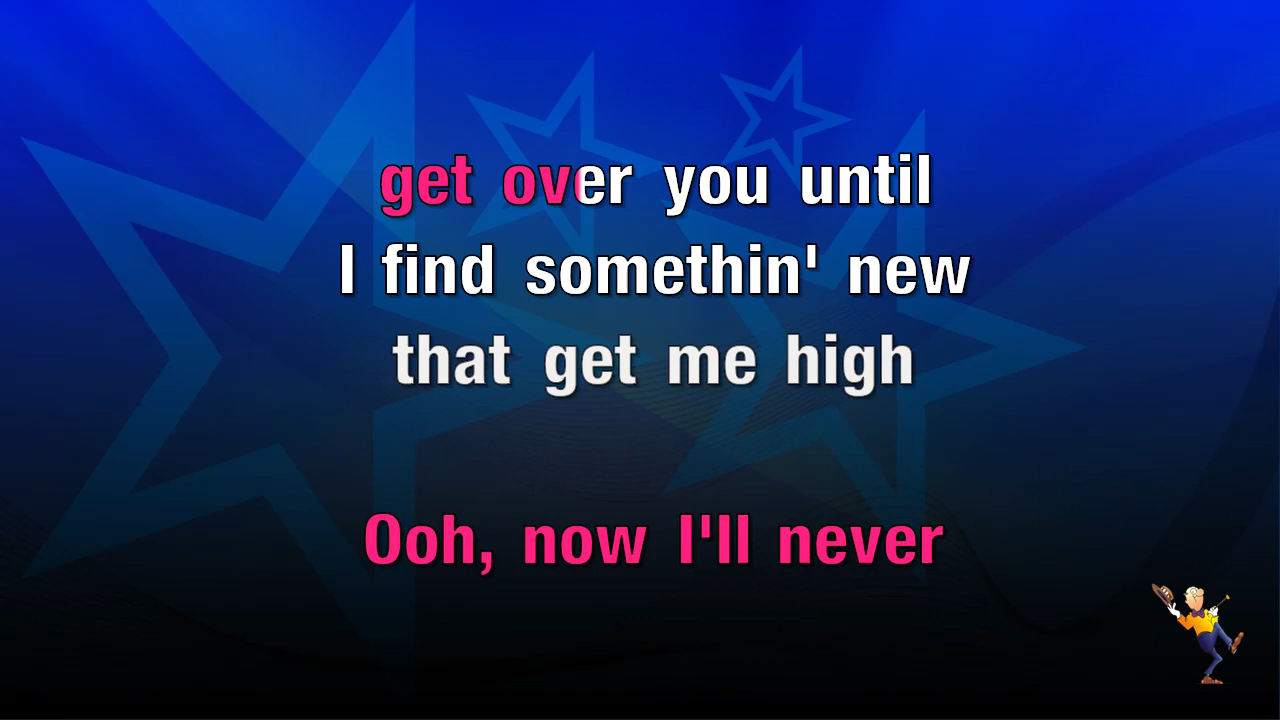 get over you until
I find somethin' new
that get me high
Ooh, now I'll never